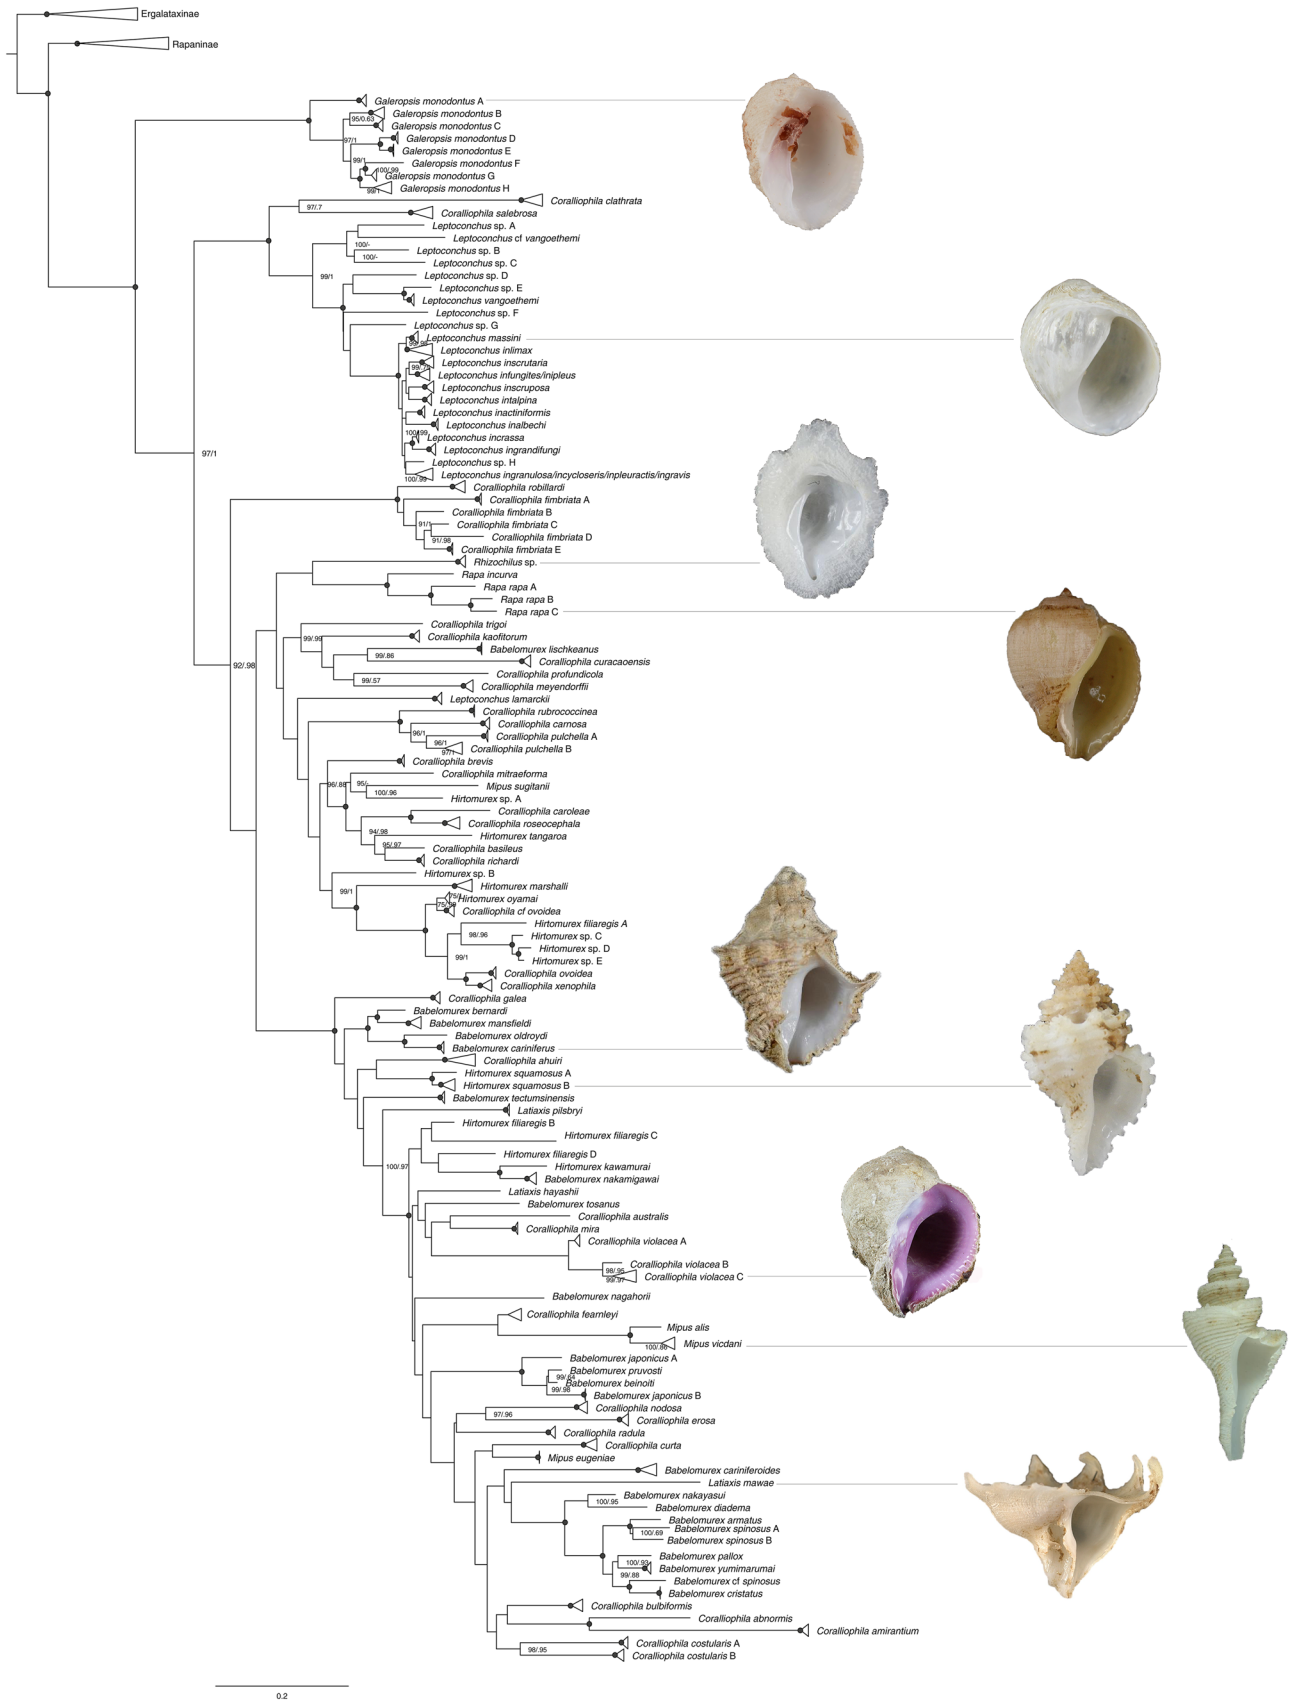 Ergalataxinae
Rapaninae
Galeropsis monodontus A
Galeropsis monodontus B
95/0.63
Galeropsis monodontus C
97/1
Galeropsis monodontus D
Galeropsis monodontus E
99/1
Galeropsis monodontus F
100/.99
Galeropsis monodontus G
99/1
Galeropsis monodontus H
Coralliophila clathrata
97/.7
Coralliophila salebrosa
Leptoconchus sp. A
Leptoconchus cf vangoethemi
100/-
Leptoconchus sp. B
100/-
Leptoconchus sp. C
99/1
Leptoconchus sp. D
Leptoconchus sp. E
Leptoconchus vangoethemi
Leptoconchus sp. F
Leptoconchus sp. G
Leptoconchus massini
Leptoconchus inlimax
Leptoconchus inscrutaria
Leptoconchus infungites/inipleus
Leptoconchus inscruposa
Leptoconchus intalpina
Leptoconchus inactiniformis
Leptoconchus inalbechi
100/.99
Leptoconchus incrassa
Leptoconchus ingrandifungi
97/1
Leptoconchus sp. H
Leptoconchus ingranulosa/incycloseris/inpleuractis/ingravis
100/.99
Coralliophila robillardi
Coralliophila fimbriata A
Coralliophila fimbriata B
91/1
Coralliophila fimbriata C
Coralliophila fimbriata D
91/.98
Coralliophila fimbriata E
Rhizochilus sp.
Rapa incurva
Rapa rapa A
Rapa rapa B
Rapa rapa C
Coralliophila trigoi
99/.99
Coralliophila kaofitorum
Babelomurex lischkeanus
99/.86
Coralliophila curacaoensis
92/.98
Coralliophila profundicola
99/.57
Coralliophila meyendorffii
Leptoconchus lamarckii
Coralliophila rubrococcinea
Coralliophila carnosa
96/1
Coralliophila pulchella A
96/1
Coralliophila pulchella B
97/1
Coralliophila brevis
Coralliophila mitraeforma
96/.88
95/-
Mipus sugitanii
100/.96
Hirtomurex sp. A
Coralliophila caroleae
Coralliophila roseocephala
94/.98
Hirtomurex tangaroa
95/.97
Coralliophila basileus
Coralliophila richardi
Hirtomurex sp. B
99/1
Hirtomurex marshalli
Hirtomurex oyamai
Coralliophila cf ovoidea
Hirtomurex filiaregis A
98/.96
Hirtomurex sp. C
Hirtomurex sp. D
99/1
Hirtomurex sp. E
Coralliophila ovoidea
Coralliophila xenophila
Coralliophila galea
Babelomurex bernardi
Babelomurex mansfieldi
Babelomurex oldroydi
Babelomurex cariniferus
Coralliophila ahuiri
Hirtomurex squamosus A
Hirtomurex squamosus B
Babelomurex tectumsinensis
Latiaxis pilsbryi
Hirtomurex filiaregis B
Hirtomurex filiaregis C
Hirtomurex filiaregis D
100/.97
Hirtomurex kawamurai
Babelomurex nakamigawai
Latiaxis hayashii
Babelomurex tosanus
Coralliophila australis
Coralliophila mira
Coralliophila violacea A
Coralliophila violacea B
98/.95
Coralliophila violacea C
99/.97
Babelomurex nagahorii
Coralliophila fearnleyi
Mipus alis
Mipus vicdani
100/.86
Babelomurex japonicus A
Babelomurex pruvosti
99/.64
Babelomurex beinoiti
99/.98
Babelomurex japonicus B
Coralliophila nodosa
97/.96
Coralliophila erosa
Coralliophila radula
Coralliophila curta
Mipus eugeniae
Babelomurex cariniferoides
Latiaxis mawae
Babelomurex nakayasui
100/.95
Babelomurex diadema
Babelomurex armatus
Babelomurex spinosus A
100/.69
Babelomurex spinosus B
Babelomurex pallox
100/.93
Babelomurex yumimarumai
99/.88
Babelomurex cf spinosus
Babelomurex cristatus
Coralliophila bulbiformis
Coralliophila abnormis
Coralliophila amirantium
Coralliophila costularis A
98/.95
Coralliophila costularis B
0.2